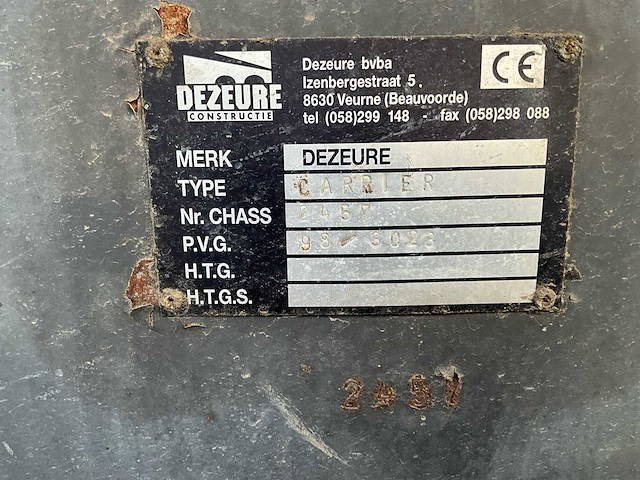 DEZEURE
CONSTRUCTIE
Dezeure bvba
Izenbergestraat 5
8630 Veurne (Beauvoorde)
tel (058)299 148 - fax (058)298 088
CE
MERK DEZEURE
TYPE CARRIER
Nr. CHASS
P.V.G.
H.T.G.
H.T.G.S.